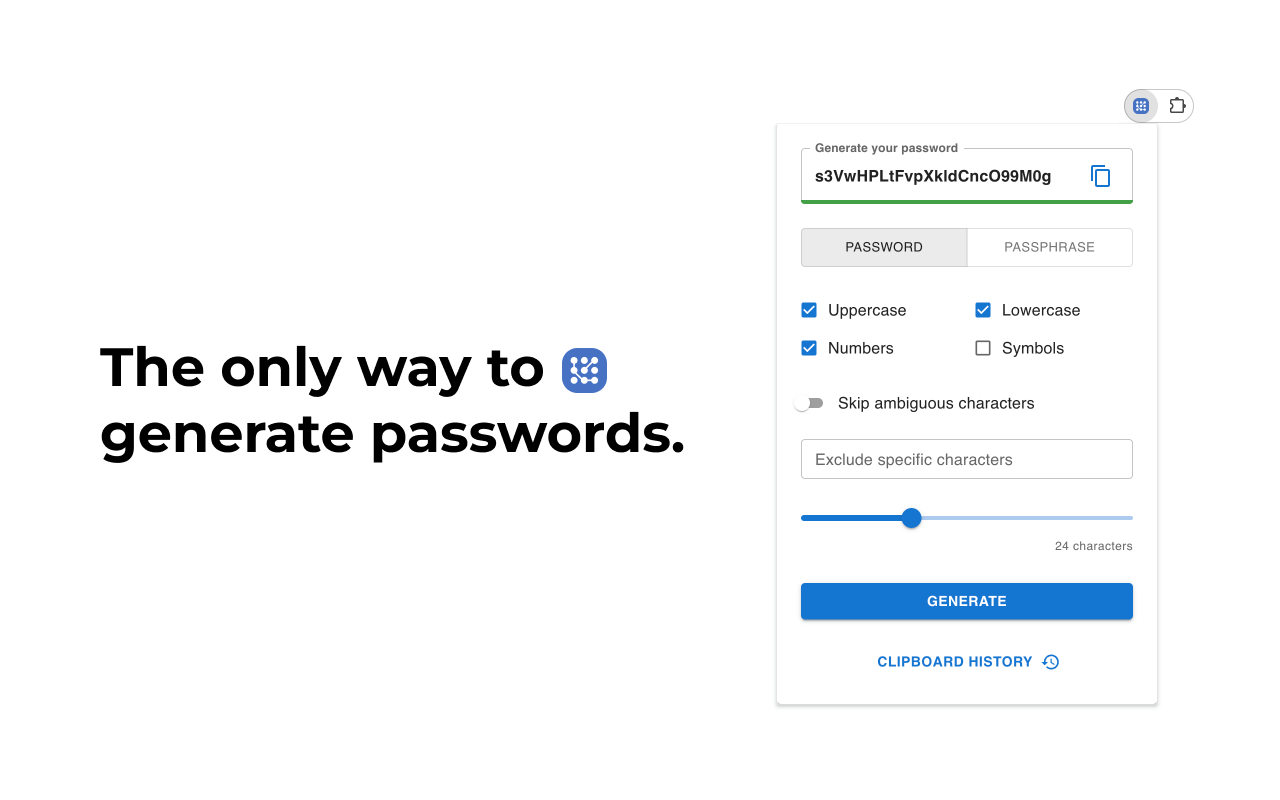 The only way to
generate passwords.
Generate your password
s3VwHPLtFvpXkldCncO99M0g
PASSWORD
PASSPHRASE
Uppercase
Lowercase
Numbers
Symbols
Skip ambiguous characters
Exclude specific characters
24 characters
GENERATE
CLIPBOARD HISTORY